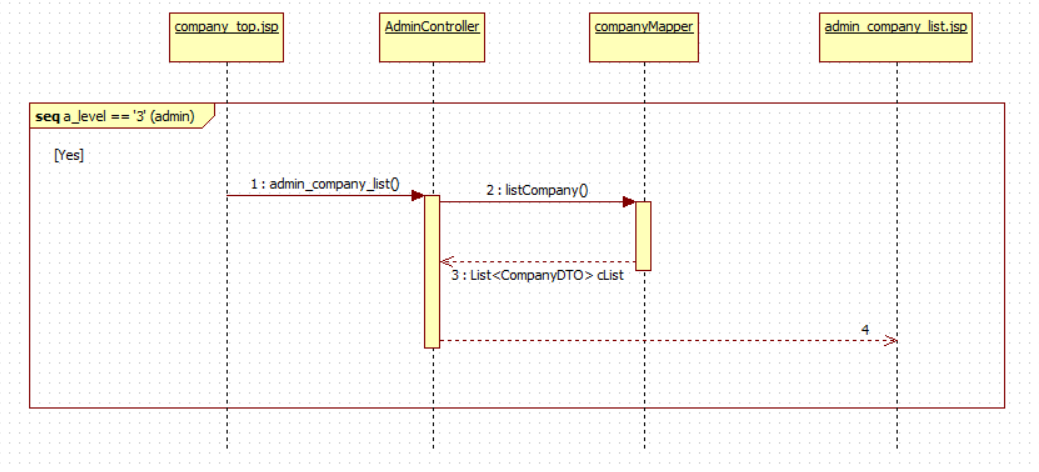 company_top.jsp
AdminController
companyMapper
admin_company_list.jsp
seq a_level == '3' (admin)
[Yes]
1 : admin_company_list()
2 : listCompany()
3 : List<CompanyDTO> cList
4